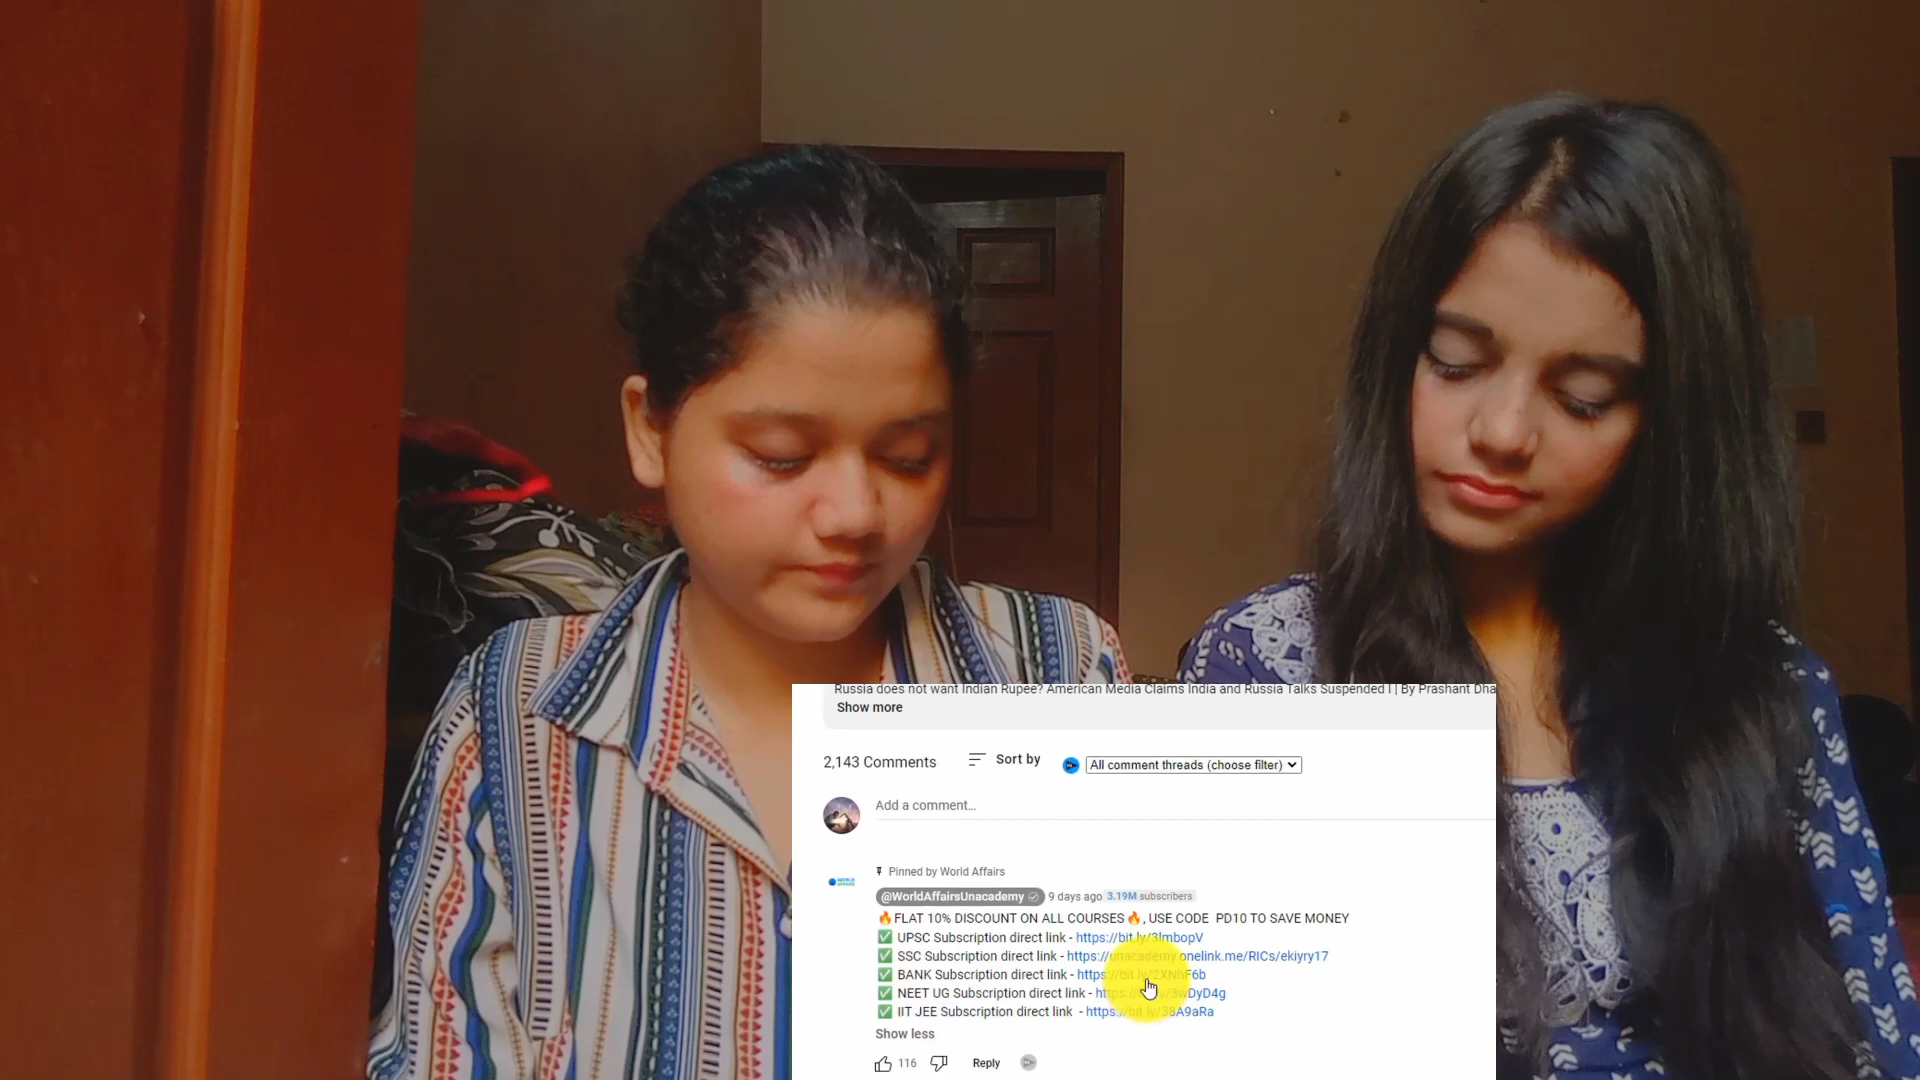 Russia does not want Indian Rupee? American Media Claims India and Russia Talks Suspended I | By Prashant Dha
Show more
2,143 Comments
Sort by
All comment threads (choose filter)
Add a comment...
Pinned by World Affairs
@WorldAffairsUnacademy 9 days ago 3.19M subscribers
🔥FLAT 10% DISCOUNT ON ALL COURSES🔥, USE CODE PD10 TO SAVE MONEY
✅ UPSC Subscription direct link - https://bit.ly/3lmbopV
✅ SSC Subscription direct link - https://unacademy.onelink.me/RICs/ekiyry17
✅ BANK Subscription direct link - https://bit.ly/2XNhF6b
✅ NEET UG Subscription direct link -
✅ IIT JEE Subscription direct link - https://bit.ly/38A9aRa
Show less
116
Reply